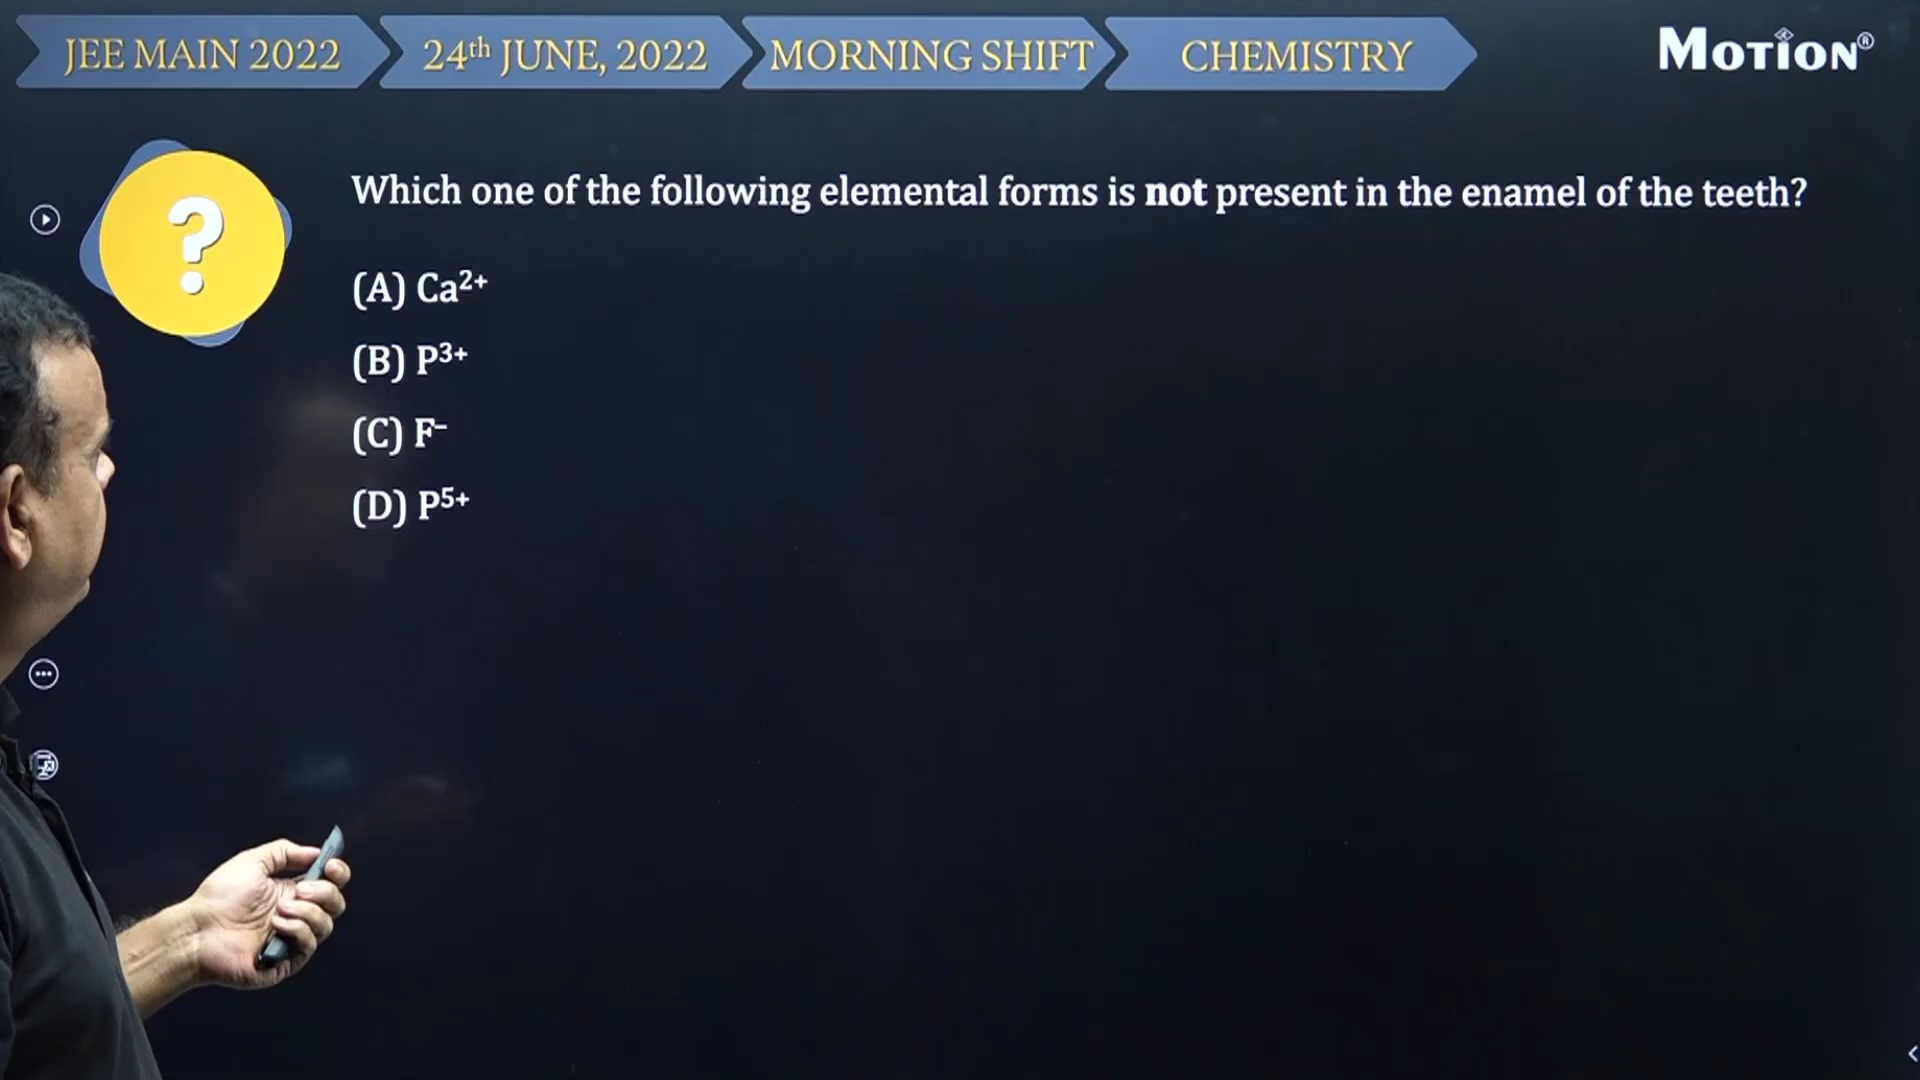 JEE MAIN 2022
24th JUNE, 2022
MORNING SHIFT
CHEMISTRY
MOTION®
?
Which one of the following elemental forms is not present in the enamel of the teeth?
(A) Ca²⁺
(B) P³⁺
(C) F⁻
(D) P⁵⁺